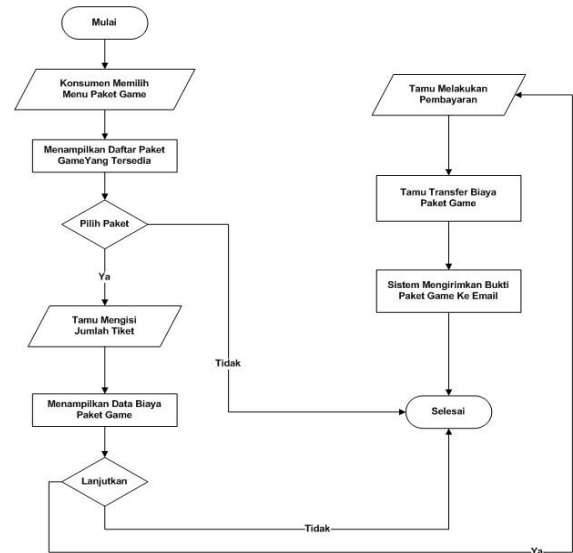 Mulai
Konsumen Memilih
Menu Paket Game
Menampilkan Daftar Paket
GameYang Tersedia
Pilih Paket
Ya
Tamu Mengisi
Jumlah Tiket
Menampilkan Data Biaya
Paket Game
Lanjutkan
Tidak
Tidak
Ya
Tamu Melakukan
Pembayaran
Tamu Transfer Biaya
Paket Game
Sistem Mengirimkan Bukti
Paket Game Ke Email
Selesai